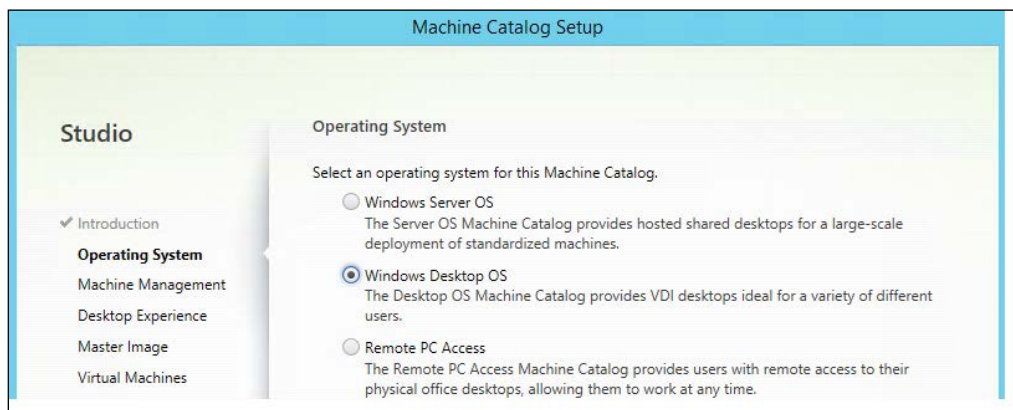 Machine Catalog Setup
Studio
✔ Introduction
Operating System
Machine Management
Desktop Experience
Master Image
Virtual Machines
Operating System
Select an operating system for this Machine Catalog.
Windows Server OS
The Server OS Machine Catalog provides hosted shared desktops for a large-scale
deployment of standardized machines.
Windows Desktop OS
The Desktop OS Machine Catalog provides VDI desktops ideal for a variety of different
users.
Remote PC Access
The Remote PC Access Machine Catalog provides users with remote access to their
physical office desktops, allowing them to work at any time.